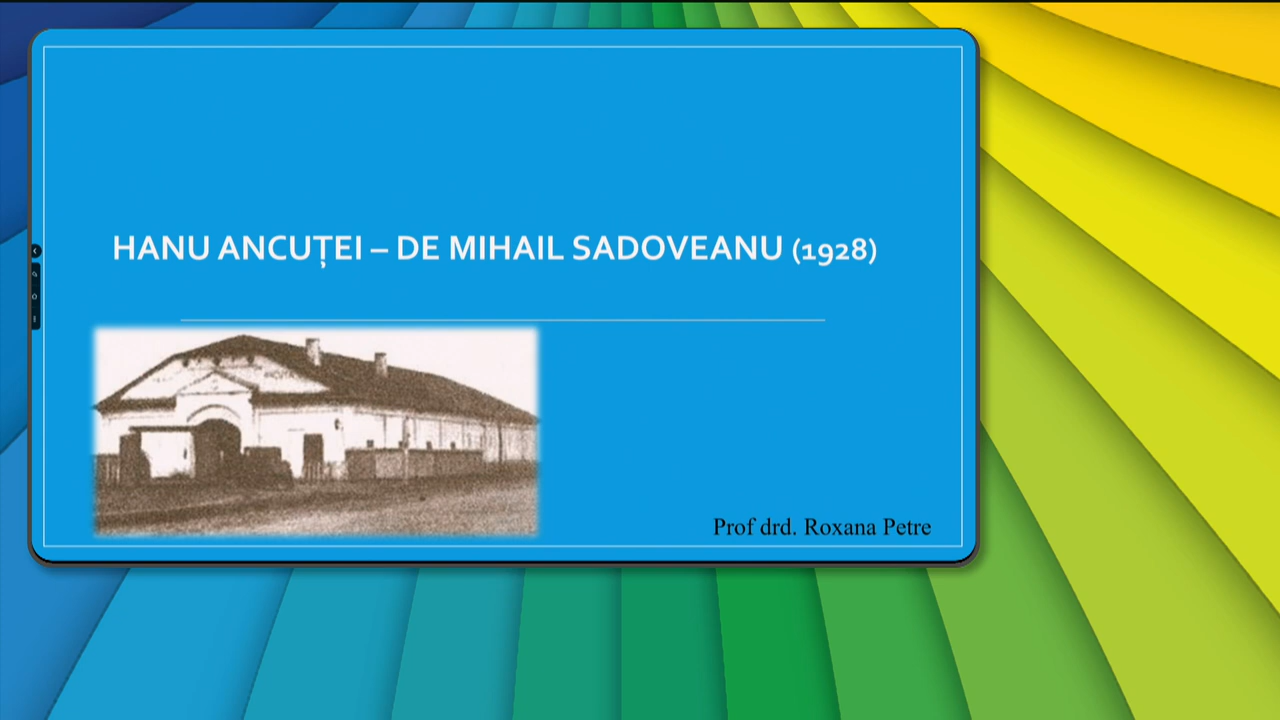 HANU ANCUȚEI – DE MIHAIL SADOVEANU (1928)
Prof drd. Roxana Petre